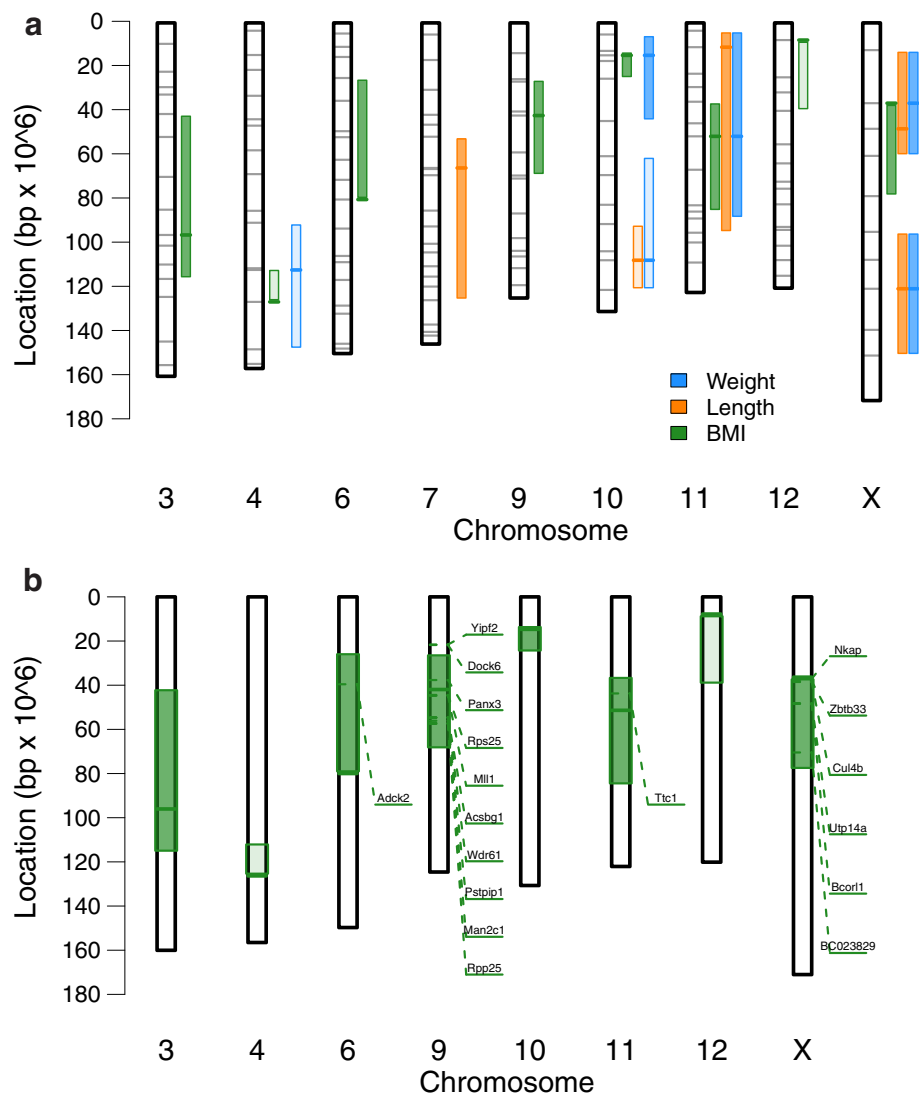 a
Location (bp x 10^6)
0
20
40
60
80
100
120
140
160
180
Weight
Length
BMI
3 4 6 7 9 10 11 12 X
Chromosome
b
Location (bp x 10^6)
0
20
40
60
80
100
120
140
160
180
Adck2
Yipf2
Dock6
Panx3
Rps25
Mll1
Acsbg1
Wdr61
Pstpip1
Man2c1
Rpp25
Ttc1
Nkap
Zbtb33
Cul4b
Utp14a
Bcorl1
BC023829
3 4 6 9 10 11 12 X
Chromosome